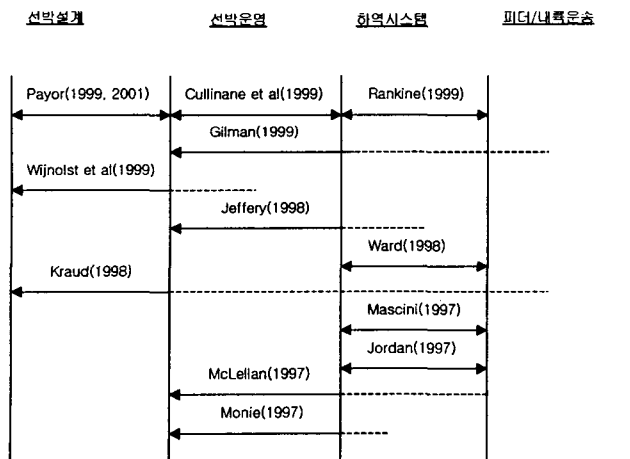 선박설계 선박운영 하역시스템 피더/내륙운송
Payor(1999, 2001) Cullinane et al(1999) Rankine(1999)
Gilman(1999)
Wijnolst et al(1999)
Jeffery(1998)
Ward(1998)
Kraud(1998)
Mascini(1997)
Jordan(1997)
McLellan(1997)
Monie(1997)